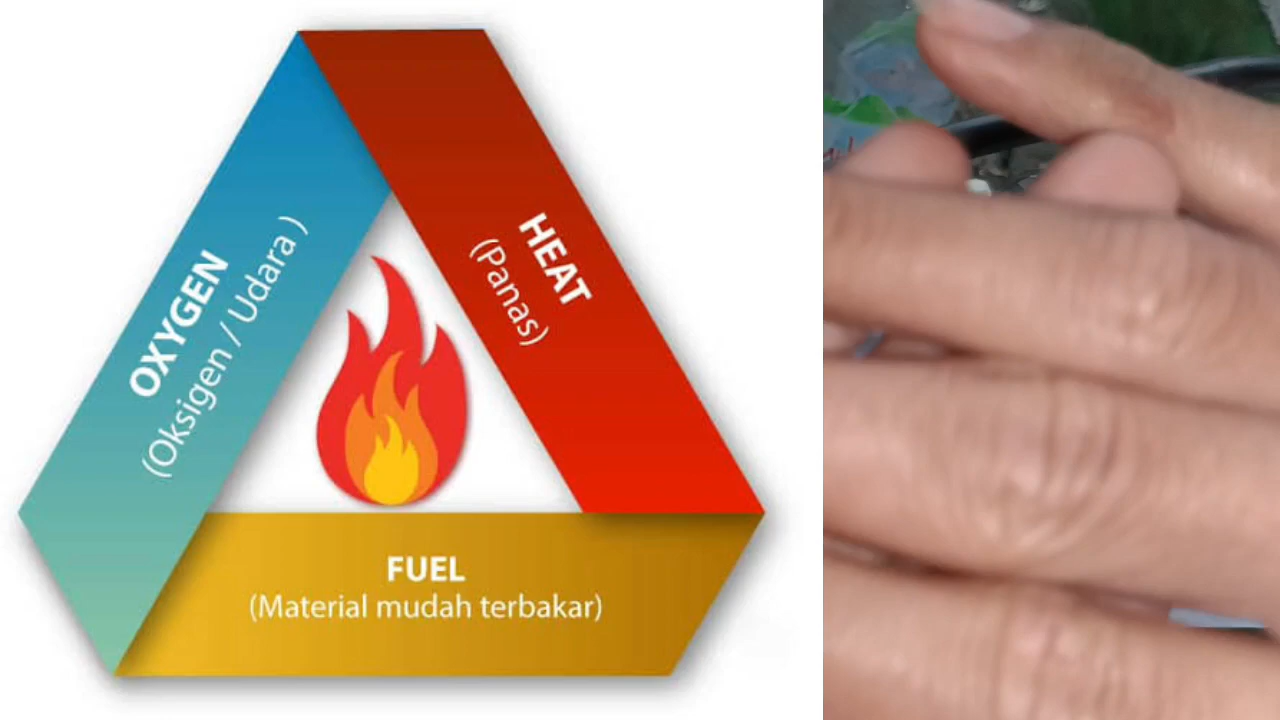 OXYGEN
(Oksigen / Udara )
HEAT
(Panas)
FUEL
(Material mudah terbakar)